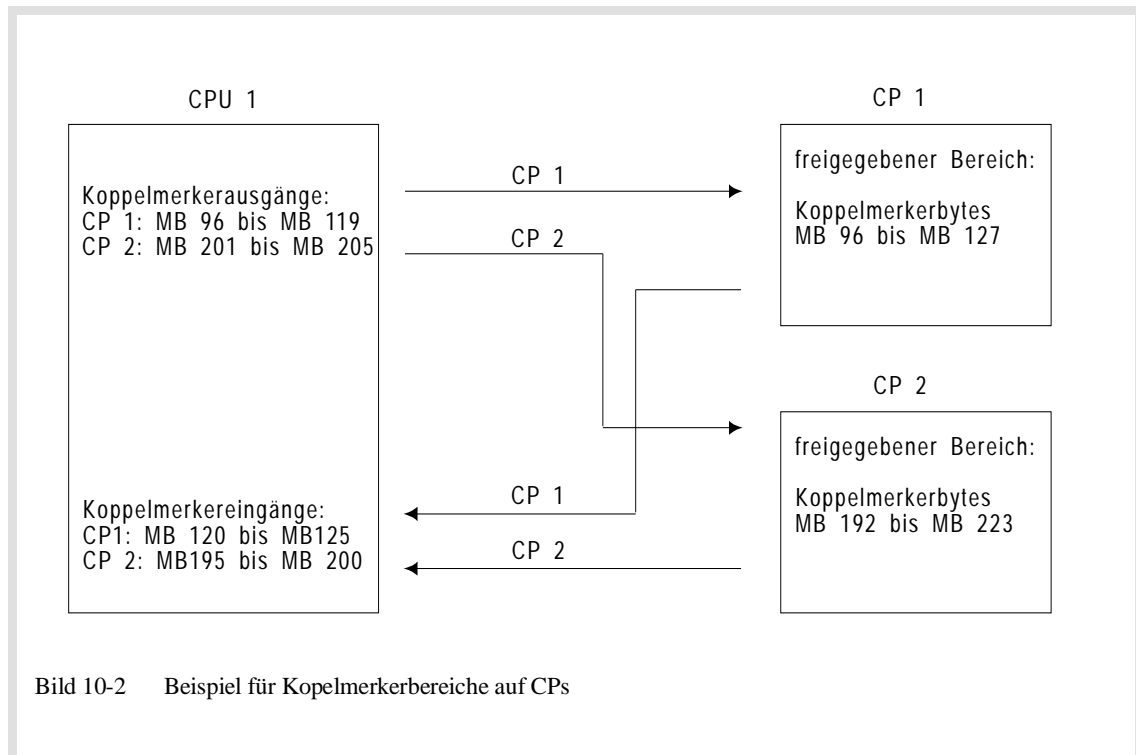 CPU 1
Koppelmerkerausgänge:
CP 1: MB 96 bis MB 119
CP 2: MB 201 bis MB 205
Koppelmerkereingänge:
CP1: MB 120 bis MB125
CP 2: MB195 bis MB 200
CP 1
CP 2
CP 1
CP 2
CP 1
freigegebener Bereich:
Koppelmerkerbytes
MB 96 bis MB 127
CP 2
freigegebener Bereich:
Koppelmerkerbytes
MB 192 bis MB 223
Bild 10-2 Beispiel für Kopelmerkerbereiche auf CPs